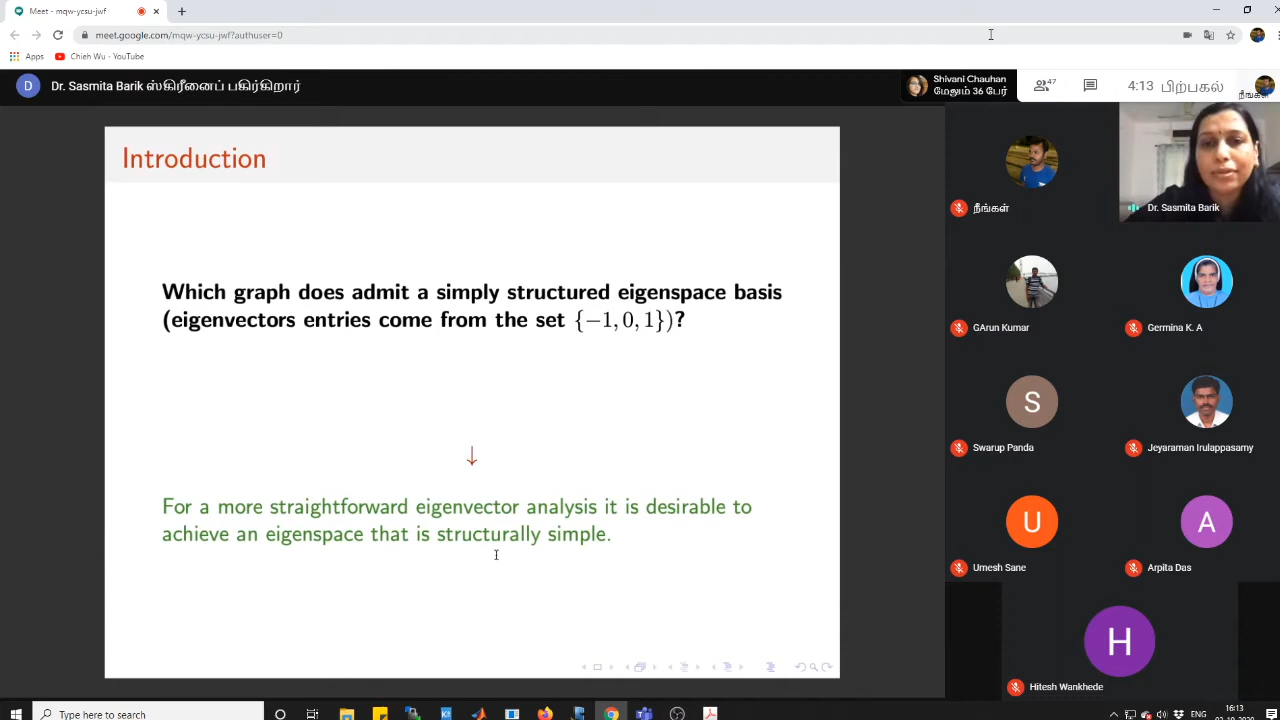 Meet - mqw-ycsu-jwf
meet.google.com/mqw-ycsu-jwf?authuser=0
Apps
Chieh Wu - YouTube
D
Dr. Sasmita Barik ஸ்கிரீனைப் பகிர்கிறார்
Shivani Chauhan
மேலும் 36 பேர்
47
4:13 பிற்பகல்
நீங்கள்
Introduction
Which graph does admit a simply structured eigenspace basis
(eigenvectors entries come from the set {−1, 0, 1})?
↓
For a more straightforward eigenvector analysis it is desirable to
achieve an eigenspace that is structurally simple.
நீங்கள்
Dr. Sasmita Barik
GArun Kumar
Germina K. A
S
Swarup Panda
Jeyaraman Irulappasamy
U
Umesh Sane
A
Arpita Das
H
Hitesh Wankhede
Type here to search
ENG
16:13